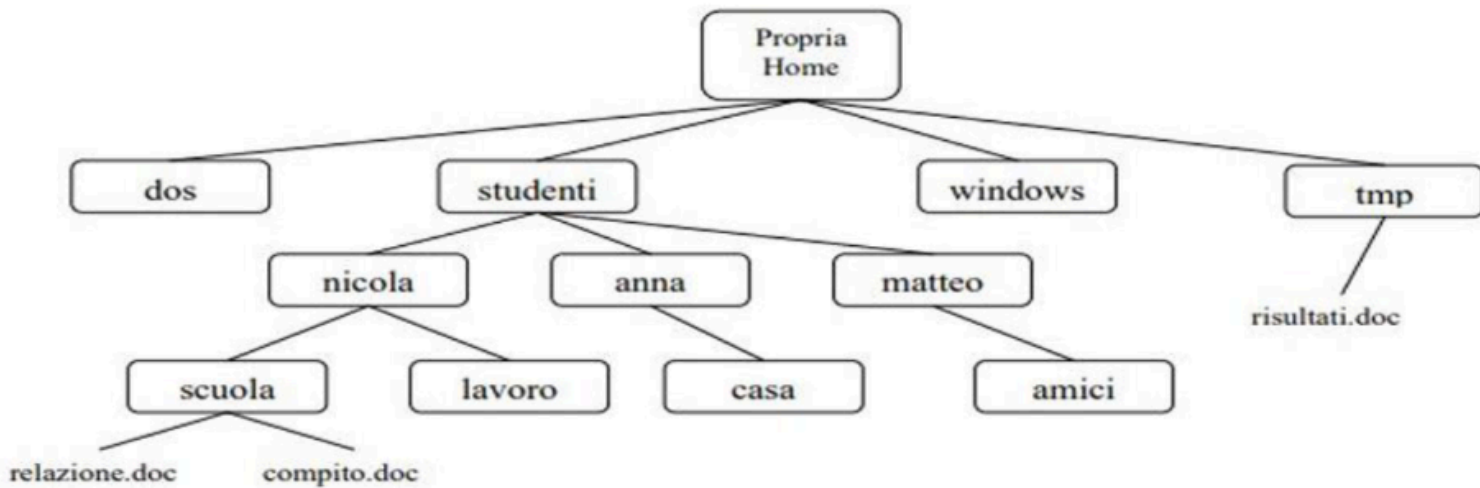 Propria
Home
dos
studenti
windows
tmp
nicola
anna
matteo
risultati.doc
scuola
lavoro
casa
amici
relazione.doc
compito.doc